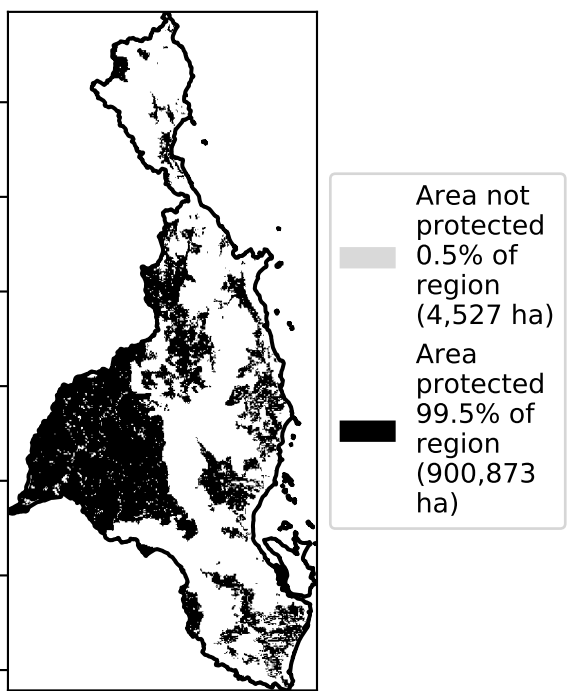 Area not
protected
0.5% of
region
(4,527 ha)
Area
protected
99.5% of
region
(900,873
ha)